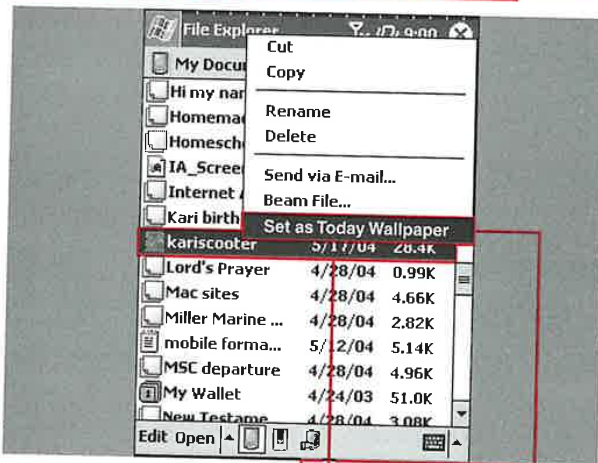 File Explorer 9:00
Cut
My Docu
Copy
Hi my nar
Rename
Homema
Delete
Homesch
IA_Scree
Send via E-mail...
Internet
Beam File...
Kari birth
Set as Today Wallpaper
kariscooter 5/17/04 28.4K
Lord's Prayer 4/28/04 0.99K
Mac sites 4/28/04 4.66K
Miller Marine ... 4/28/04 2.82K
mobile forma... 5/12/04 5.14K
MSC departure 4/28/04 4.96K
My Wallet 4/24/03 51.0K
New Testame 4/28/04 3.08K
Edit Open